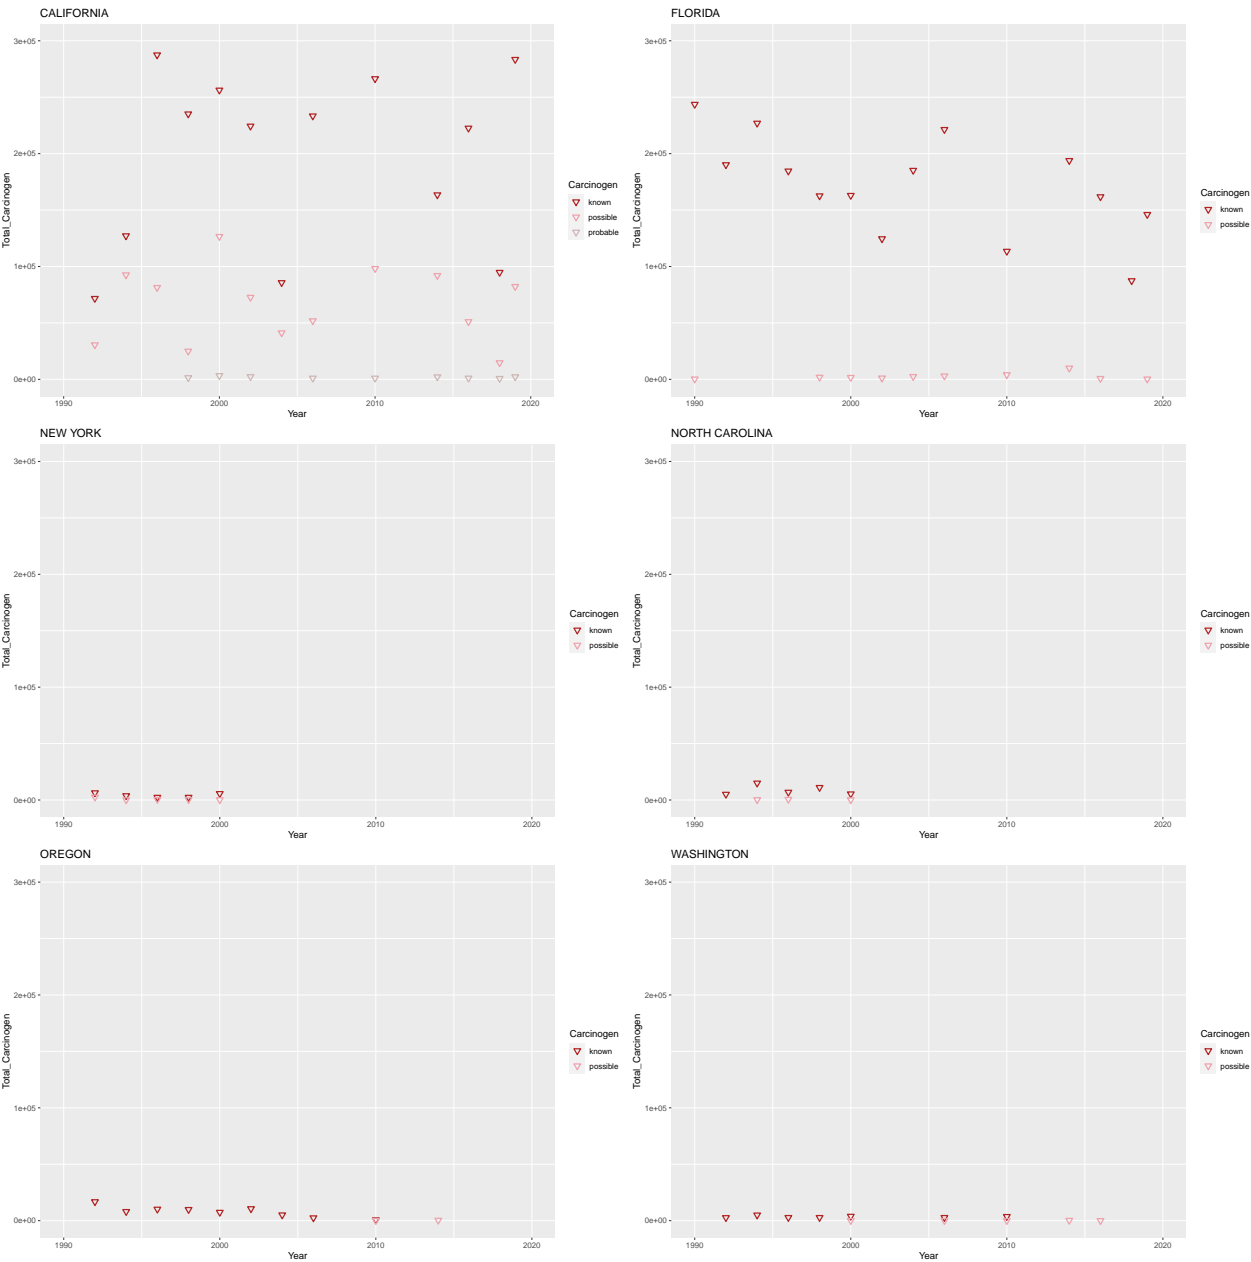 CALIFORNIA
3e+05
2e+05
1e+05
0e+00
Total_Carcinogen
1990 2000 2010 2020
Year
Carcinogen
known
possible
probable
FLORIDA
3e+05
2e+05
1e+05
0e+00
Total_Carcinogen
1990 2000 2010 2020
Year
Carcinogen
known
possible
NEW YORK
3e+05
2e+05
1e+05
0e+00
Total_Carcinogen
1990 2000 2010 2020
Year
Carcinogen
known
possible
NORTH CAROLINA
3e+05
2e+05
1e+05
0e+00
Total_Carcinogen
1990 2000 2010 2020
Year
Carcinogen
known
possible
OREGON
3e+05
2e+05
1e+05
0e+00
Total_Carcinogen
1990 2000 2010 2020
Year
Carcinogen
known
possible
WASHINGTON
3e+05
2e+05
1e+05
0e+00
Total_Carcinogen
1990 2000 2010 2020
Year
Carcinogen
known
possible